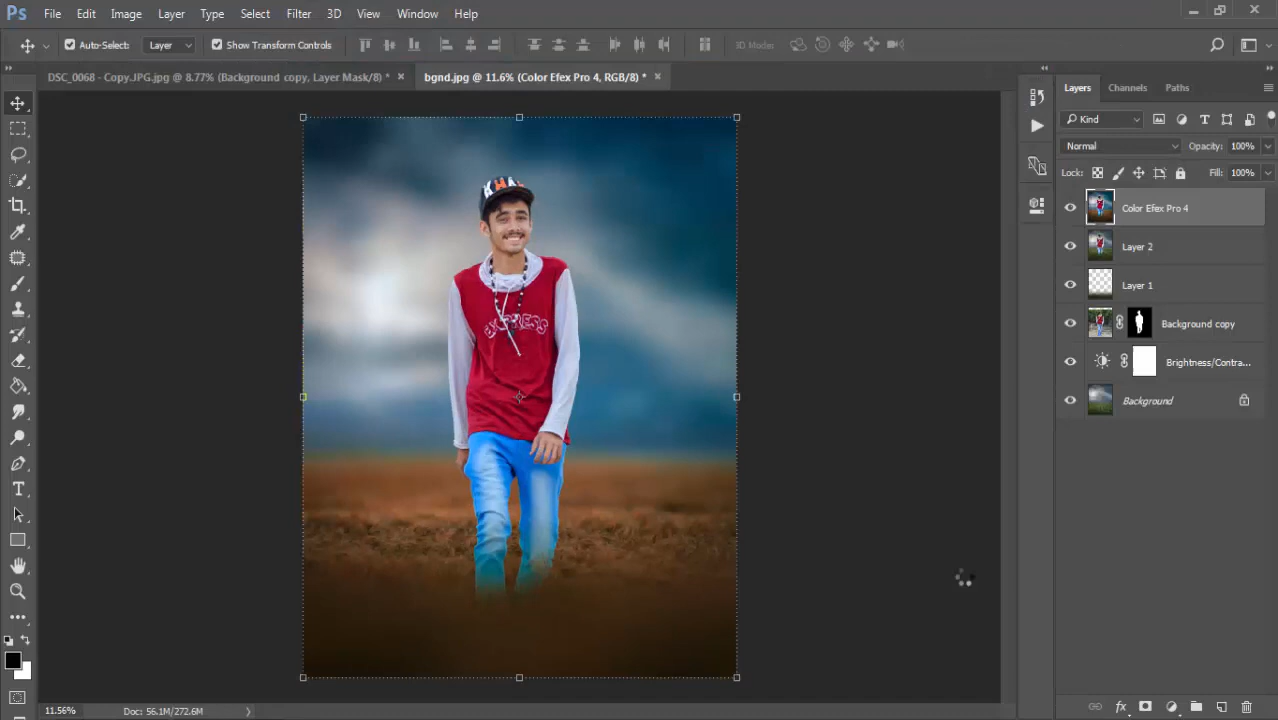 Ps File Edit Image Layer Type Select Filter 3D View Window Help
Auto-Select: Layer Show Transform Controls 3D Mode:
DSC_0068 - Copy.JPG.jpg @ 8.77% (Background copy, Layer Mask/8) * × bgnd.jpg @ 11.6% (Color Efex Pro 4, RGB/8) * ×
Layers Channels Paths
Kind
Normal Opacity: 100%
Lock: Fill: 100%
Color Efex Pro 4
Layer 2
Layer 1
Background copy
Brightness/Contra...
Background
11.56% Doc: 56.1M/272.6M